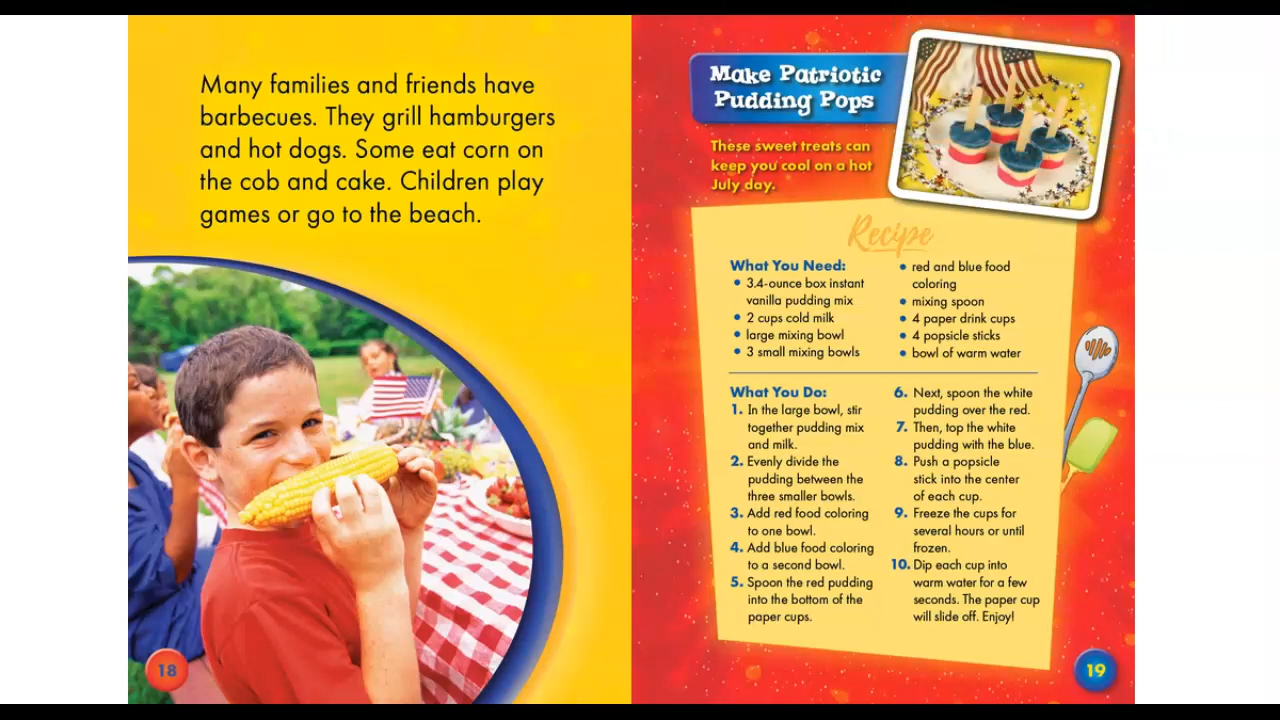 Many families and friends have
barbecues. They grill hamburgers
and hot dogs. Some eat corn on
the cob and cake. Children play
games or go to the beach.
18
Make Patriotic
Pudding Pops
These sweet treats can
keep you cool on a hot
July day.
Recipe
What You Need:
• 3.4-ounce box instant
vanilla pudding mix
• 2 cups cold milk
• large mixing bowl
• 3 small mixing bowls
• red and blue food
coloring
• mixing spoon
• 4 paper drink cups
• 4 popsicle sticks
• bowl of warm water
What You Do:
1. In the large bowl, stir
together pudding mix
and milk.
2. Evenly divide the
pudding between the
three smaller bowls.
3. Add red food coloring
to one bowl.
4. Add blue food coloring
to a second bowl.
5. Spoon the red pudding
into the bottom of the
paper cups.
6. Next, spoon the white
pudding over the red.
7. Then, top the white
pudding with the blue.
8. Push a popsicle
stick into the center
of each cup.
9. Freeze the cups for
several hours or until
frozen.
10. Dip each cup into
warm water for a few
seconds. The paper cup
will slide off. Enjoy!
19